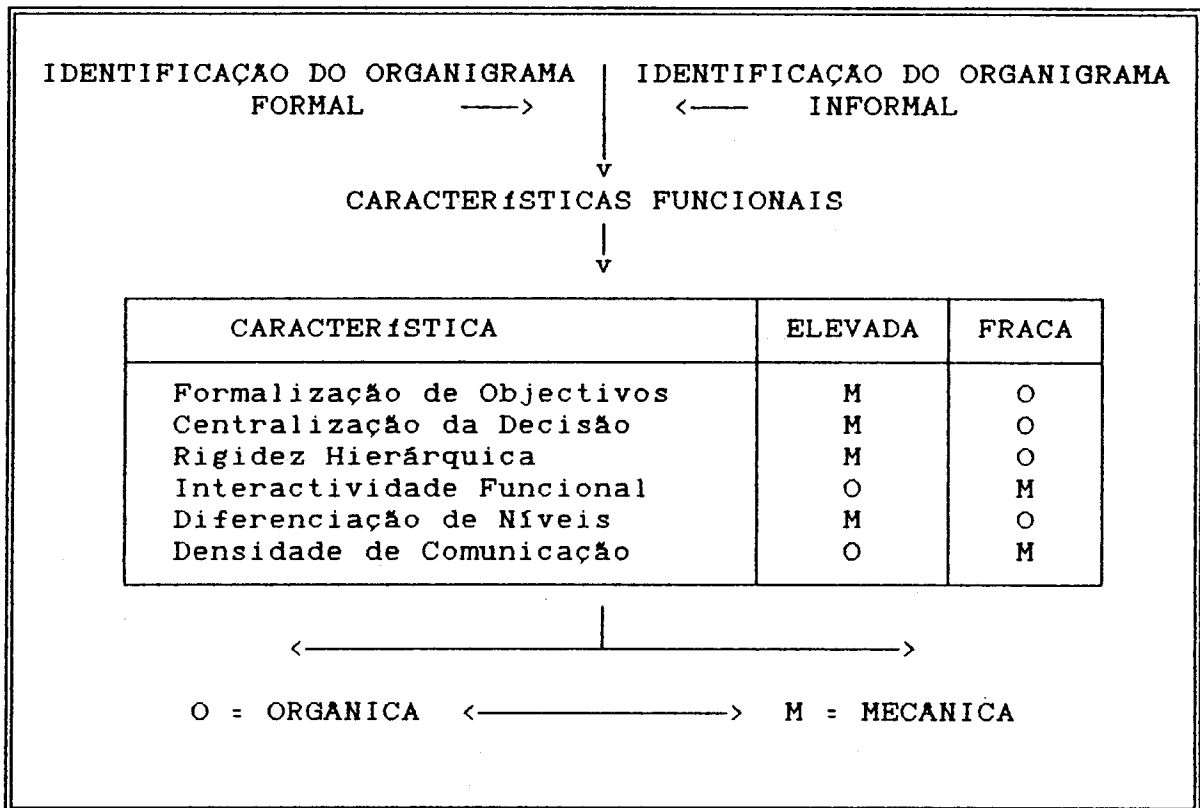 IDENTIFICAÇÃO DO ORGANIGRAMA | IDENTIFICAÇÃO DO ORGANIGRAMA
FORMAL ——> | <—— INFORMAL
v
CARACTERíSTICAS FUNCIONAIS
v
CARACTERíSTICA ELEVADA FRACA
Formalização de Objectivos M O
Centralização da Decisão M O
Rigidez Hierárquica M O
Interactividade Funcional O M
Diferenciação de Níveis M O
Densidade de Comunicação O M
<————————————>
O = ORGANICA <————————> M = MECANICA